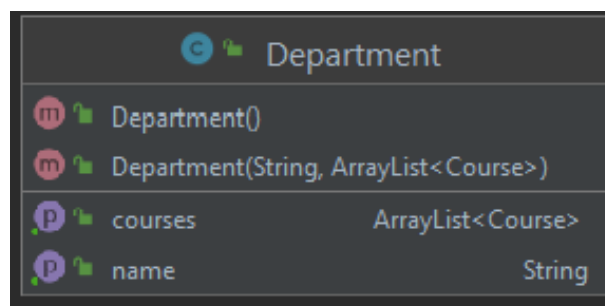 C Department
m Department()
m Department(String, ArrayList<Course>)
p courses ArrayList<Course>
p name String